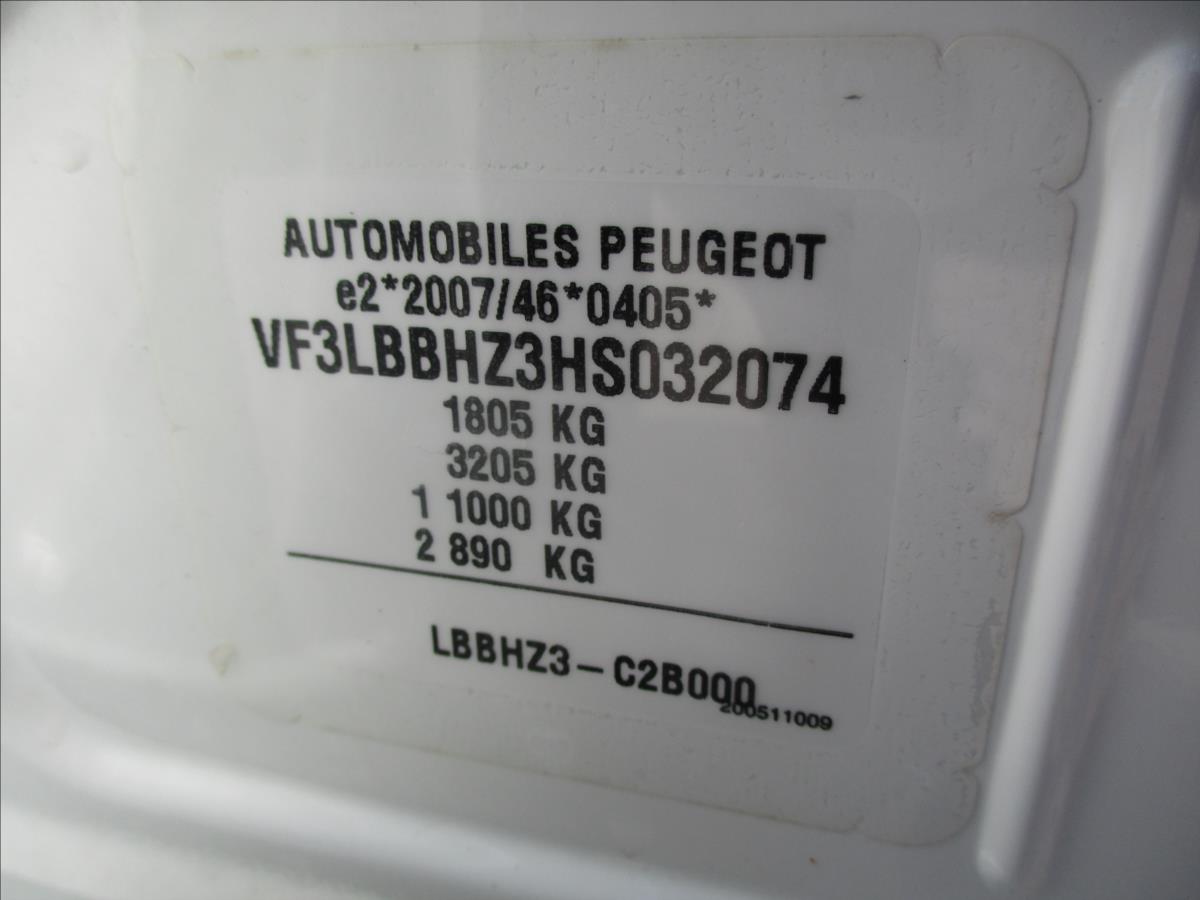 AUTOMOBILES PEUGEOT
e2*2007/46*0405*
VF3LBBHZ3HS032074
1805 KG
3205 KG
1 1000 KG
2 890 KG
LBBHZ3-C2B000
200511009